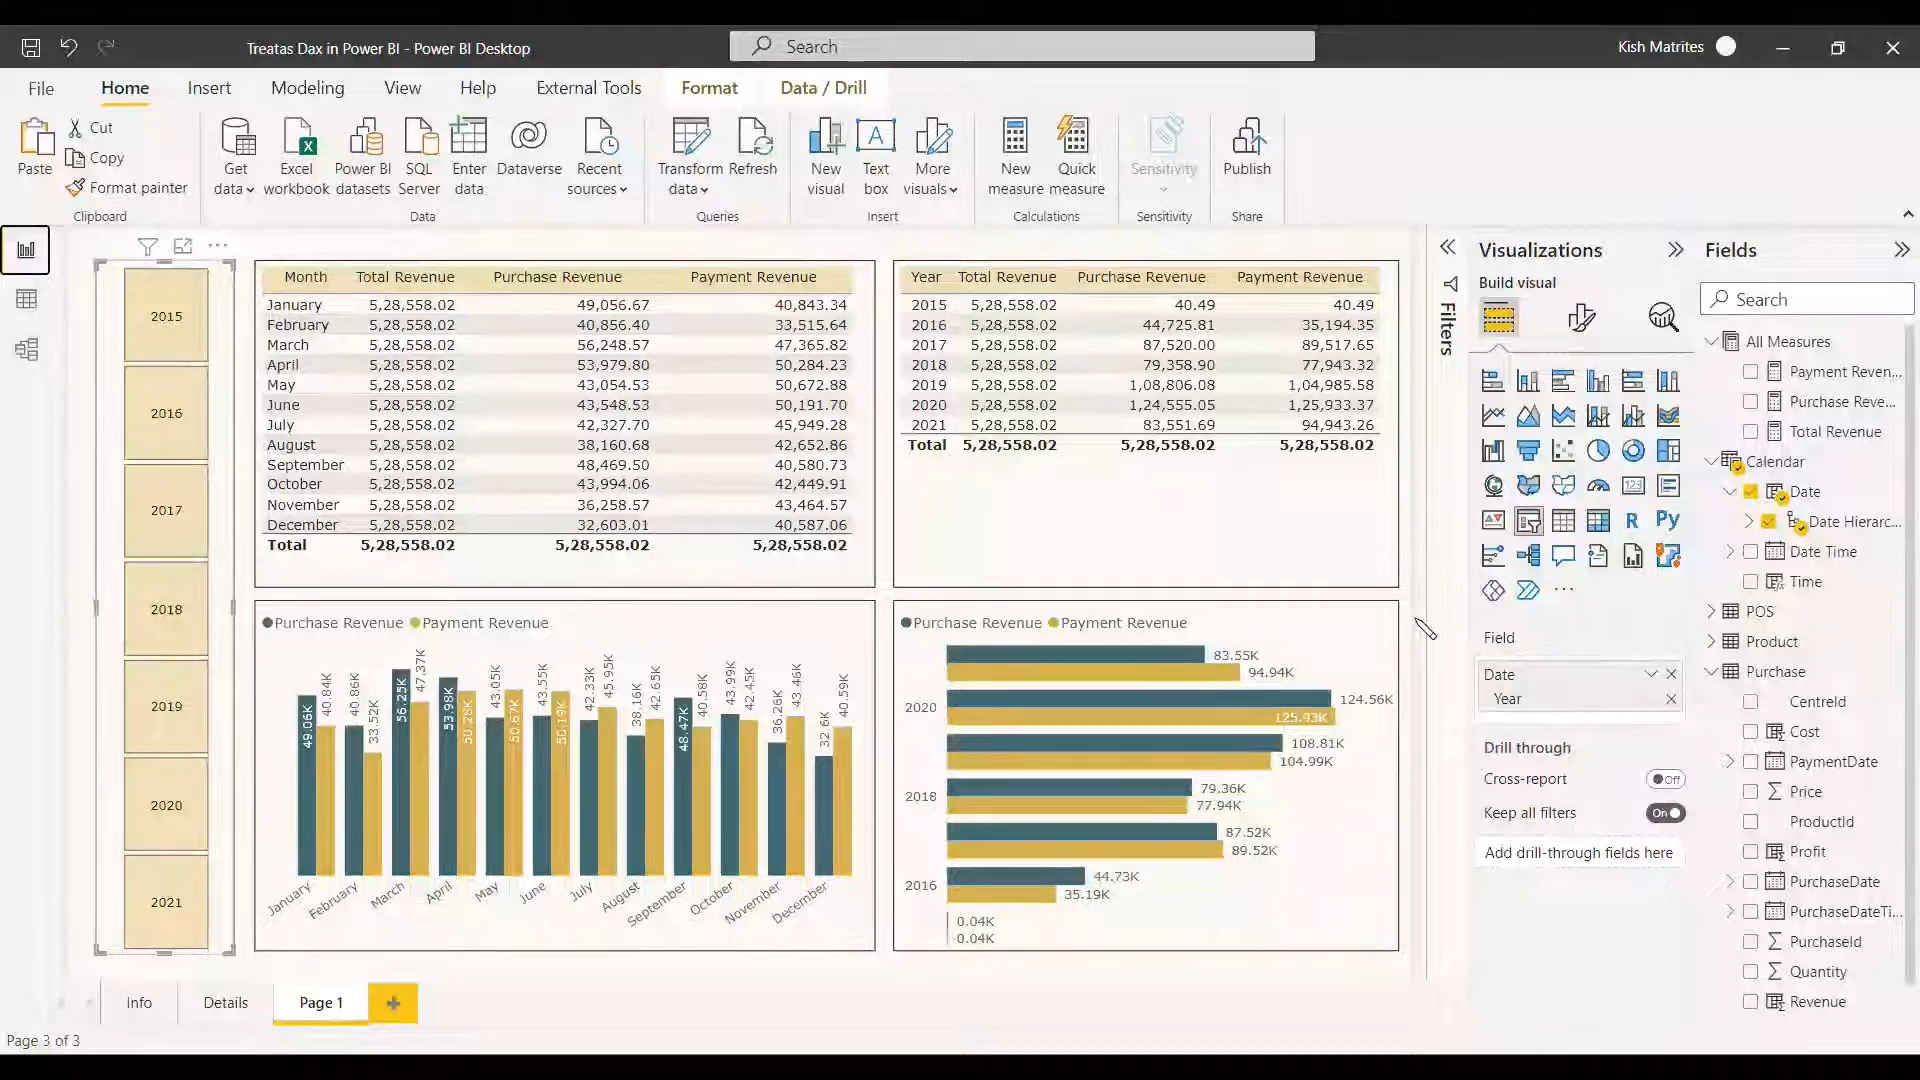 Treatas Dax in Power BI - Power BI Desktop
Search
Kish Matrites
File
Home
Insert
Modeling
View
Help
External Tools
Format
Data / Drill
Paste
Cut
Copy
Format painter
Clipboard
Get data
Excel workbook
Power BI datasets
SQL Server
Enter data
Dataverse
Recent sources
Data
Transform data
Refresh
Queries
New visual
Text box
More visuals
Insert
New measure
Quick measure
Calculations
Sensitivity
Sensitivity
Publish
Share
2015
2016
2017
2018
2019
2020
2021
Month Total Revenue Purchase Revenue Payment Revenue
January 5,28,558.02 49,056.67 40,843.34
February 5,28,558.02 40,856.40 33,515.64
March 5,28,558.02 56,248.57 47,365.82
April 5,28,558.02 53,979.80 50,284.23
May 5,28,558.02 43,054.53 50,672.88
June 5,28,558.02 43,548.53 50,191.70
July 5,28,558.02 42,327.70 45,949.28
August 5,28,558.02 38,160.68 42,652.86
September 5,28,558.02 48,469.50 40,580.73
October 5,28,558.02 43,994.06 42,449.91
November 5,28,558.02 36,258.57 43,464.57
December 5,28,558.02 32,603.01 40,587.06
Total 5,28,558.02 5,28,558.02 5,28,558.02
Year Total Revenue Purchase Revenue Payment Revenue
2015 5,28,558.02 40.49 40.49
2016 5,28,558.02 44,725.81 35,194.35
2017 5,28,558.02 87,520.00 89,517.65
2018 5,28,558.02 79,358.90 77,943.32
2019 5,28,558.02 1,08,806.08 1,04,985.58
2020 5,28,558.02 1,24,555.05 1,25,933.37
2021 5,28,558.02 83,551.69 94,943.26
Total 5,28,558.02 5,28,558.02 5,28,558.02
Purchase Revenue Payment Revenue
49.06K 40.84K 40.86K 33.52K 56.25K 47.37K 53.98K 50.28K 43.05K 50.67K 43.55K 50.19K 42.33K 45.95K 38.16K 42.65K 48.47K 40.58K 43.99K 42.45K 36.26K 43.46K 32.6K 40.59K
January February March April May June July August September October November December
Purchase Revenue Payment Revenue
83.55K
94.94K
2020
124.56K
125.93K
108.81K
104.99K
2018
79.36K
77.94K
87.52K
89.52K
2016
44.73K
35.19K
0.04K
0.04K
Filters
Visualizations
Build visual
R
Py
123
Field
Date
Year
Drill through
Cross-report
Off
Keep all filters
On
Add drill-through fields here
Fields
Search
All Measures
Payment Reven...
Purchase Reve...
Total Revenue
Calendar
Date
Date Hierarc...
Date Time
Time
POS
Product
Purchase
CentreId
Cost
PaymentDate
Price
ProductId
Profit
PurchaseDate
PurchaseDateTi...
PurchaseId
Quantity
Revenue
Info
Details
Page 1
Page 3 of 3